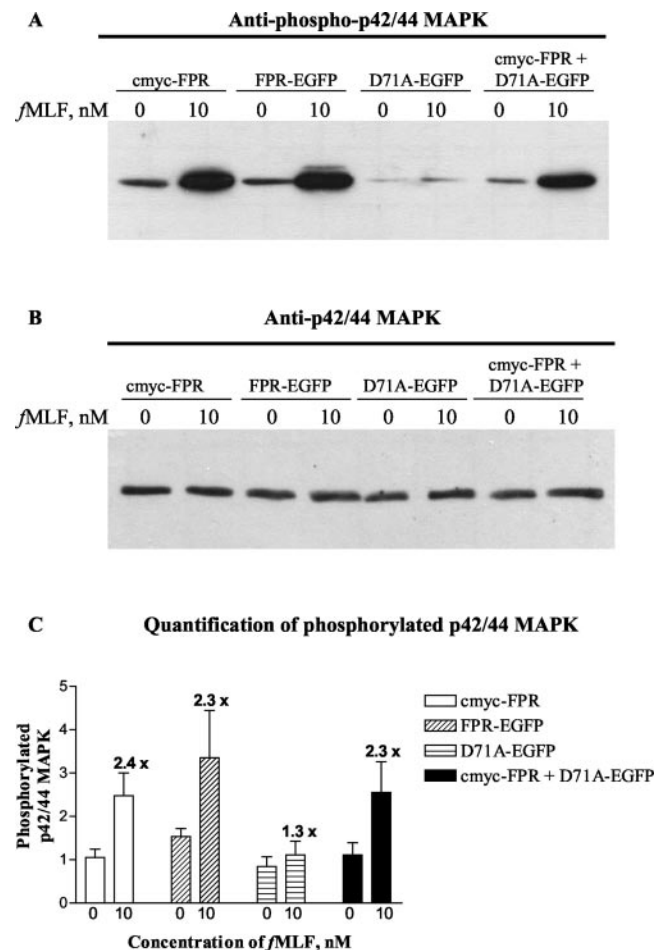 A Anti-phospho-p42/44 MAPK
cmyc-FPR FPR-EGFP D71A-EGFP cmyc-FPR + D71A-EGFP
fMLF, nM 0 10 0 10 0 10 0 10
B Anti-p42/44 MAPK
cmyc-FPR FPR-EGFP D71A-EGFP cmyc-FPR + D71A-EGFP
fMLF, nM 0 10 0 10 0 10 0 10
C Quantification of phosphorylated p42/44 MAPK
Phosphorylated
p42/44 MAPK
5
4
3
2
1
0
2.4 x
2.3 x
1.3 x
2.3 x
0 10 0 10 0 10 0 10
Concentration of fMLF, nM
cmyc-FPR
FPR-EGFP
D71A-EGFP
cmyc-FPR + D71A-EGFP